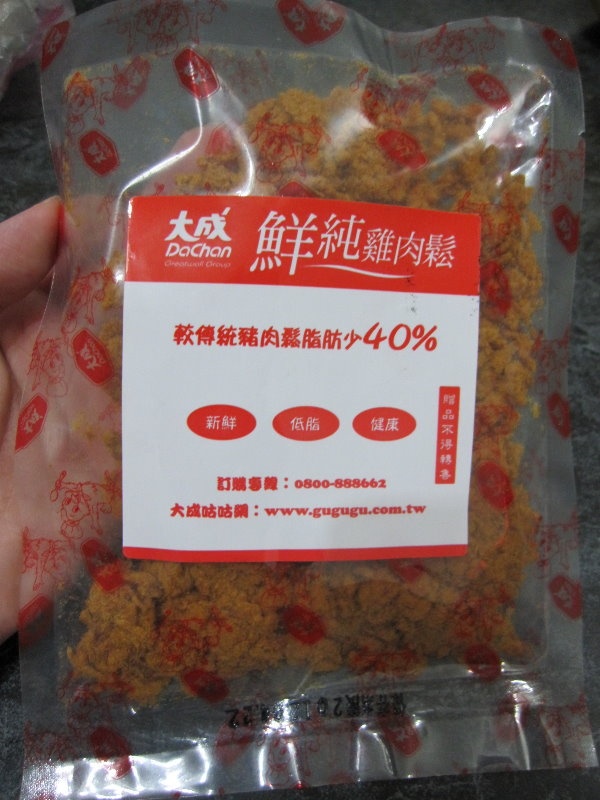 大成
DaChan
Greatwall Group
鮮純雞肉鬆
較傳統豬肉鬆脂肪少40%
新鮮 低脂 健康
贈品不得轉售
訂購專線：0800-888662
大成咕咕網：www.gugugu.com.tw